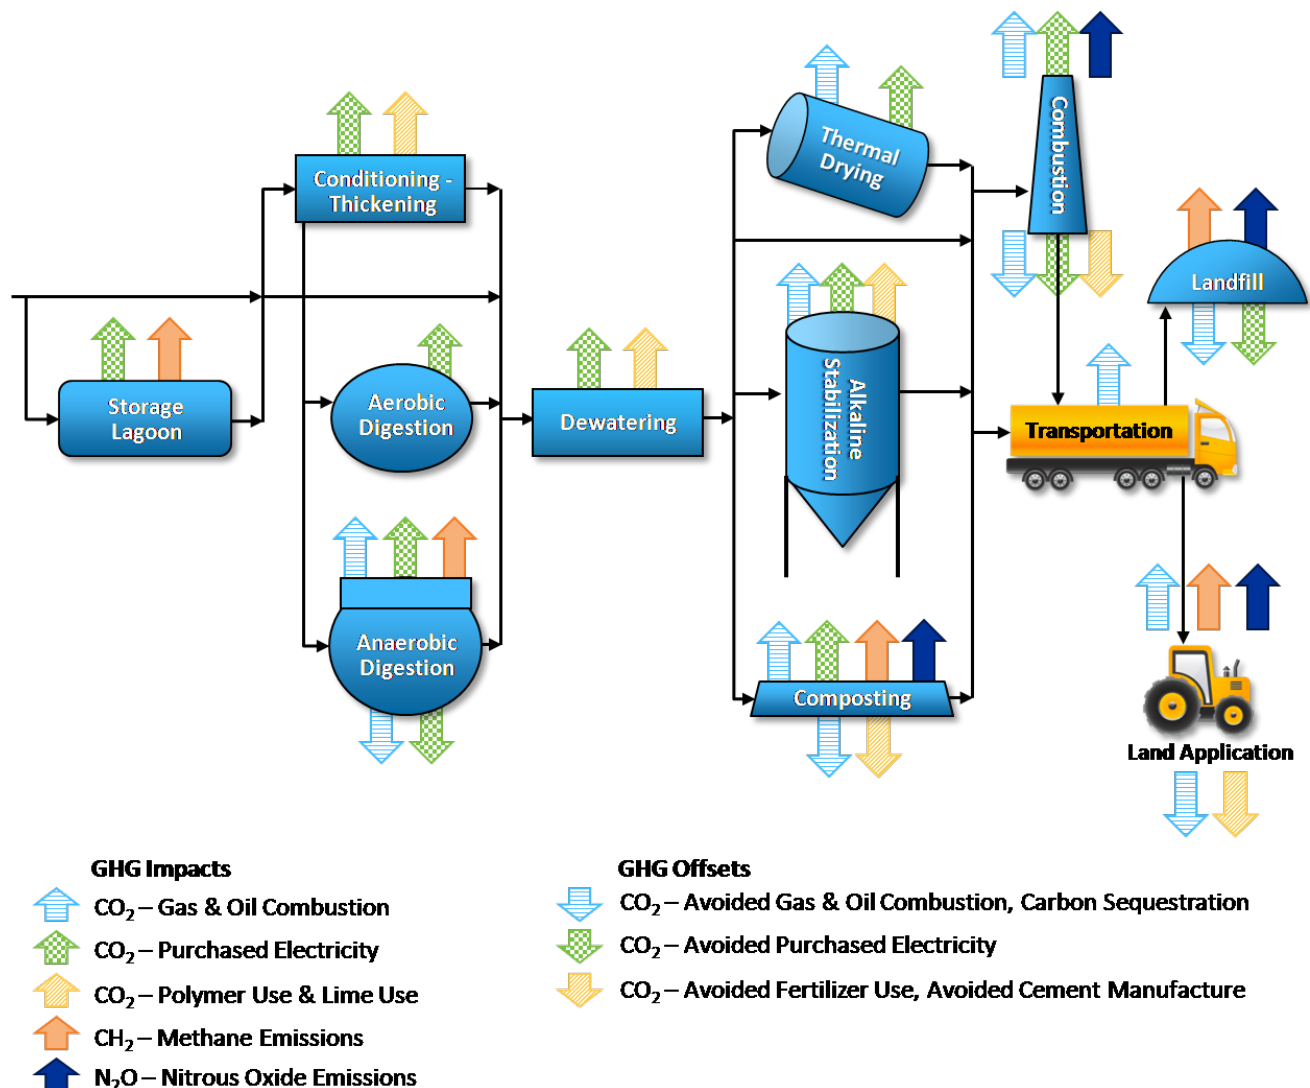 Combustion
Thermal
Drying
Conditioning -
Thickening
Landfill
Storage
Lagoon
Aerobic
Digestion
Dewatering
Alkaline
Stabilization
Transportation
Anaerobic
Digestion
Composting
Land Application
GHG Impacts
CO₂ – Gas & Oil Combustion
CO₂ – Purchased Electricity
CO₂ – Polymer Use & Lime Use
CH₂ – Methane Emissions
N₂O – Nitrous Oxide Emissions
GHG Offsets
CO₂ – Avoided Gas & Oil Combustion, Carbon Sequestration
CO₂ – Avoided Purchased Electricity
CO₂ – Avoided Fertilizer Use, Avoided Cement Manufacture